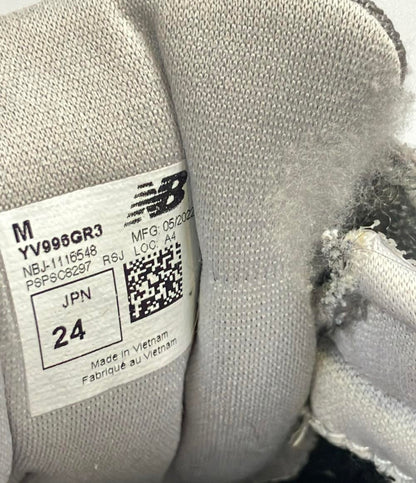 M
YV996GR3
NBJ-1116548
PSPSC6297 RSJ
MFG: 05/2022
LOC: A4
JPN
24
Made in Vietnam
Fabriqué au Vietnam